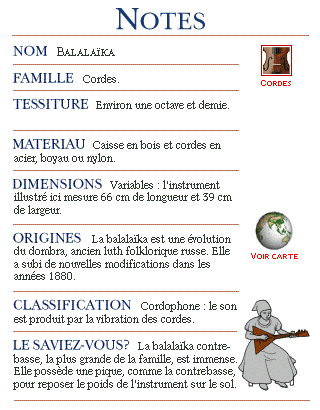 NOTES
NOM BALALAÏKA
FAMILLE Cordes.
CORDES
TESSITURE Environ une octave et demie.
MATERIAU Caisse en bois et cordes en
acier, boyau ou nylon.
DIMENSIONS Variables : l'instrument
illustré ici mesure 66 cm de longueur et 39 cm
de largeur.
ORIGINES La balalaïka est une évolution
du dombra, ancien luth folklorique russe. Elle
a subi de nouvelles modifications dans les
années 1880.
VOIR CARTE
CLASSIFICATION Cordophone : le son
est produit par la vibration des cordes.
LE SAVIEZ-VOUS? La balalaïka contre-
basse, la plus grande de la famille, est immense.
Elle possède une pique, comme la contrebasse,
pour reposer le poids de l'instrument sur le sol.